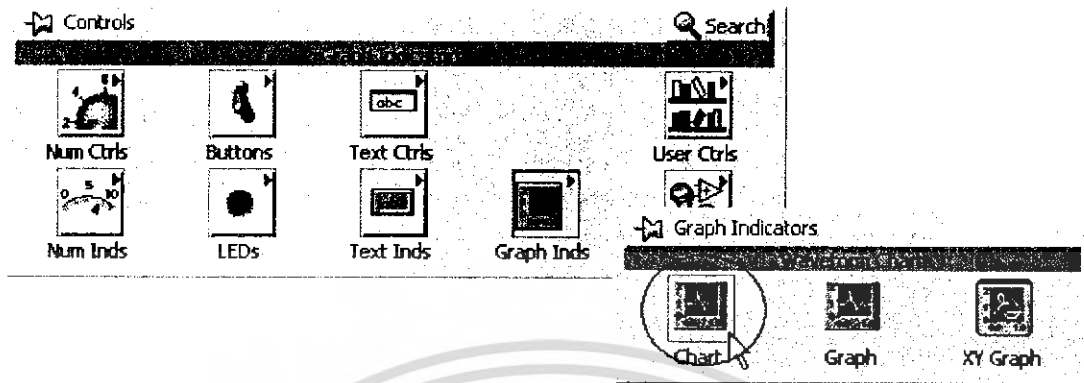 Controls
Search
Num Ctrls Buttons Text Ctrls User Ctrls
abc
Num Inds LEDs Text Inds Graph Inds
Graph Indicators
Chart Graph XY Graph